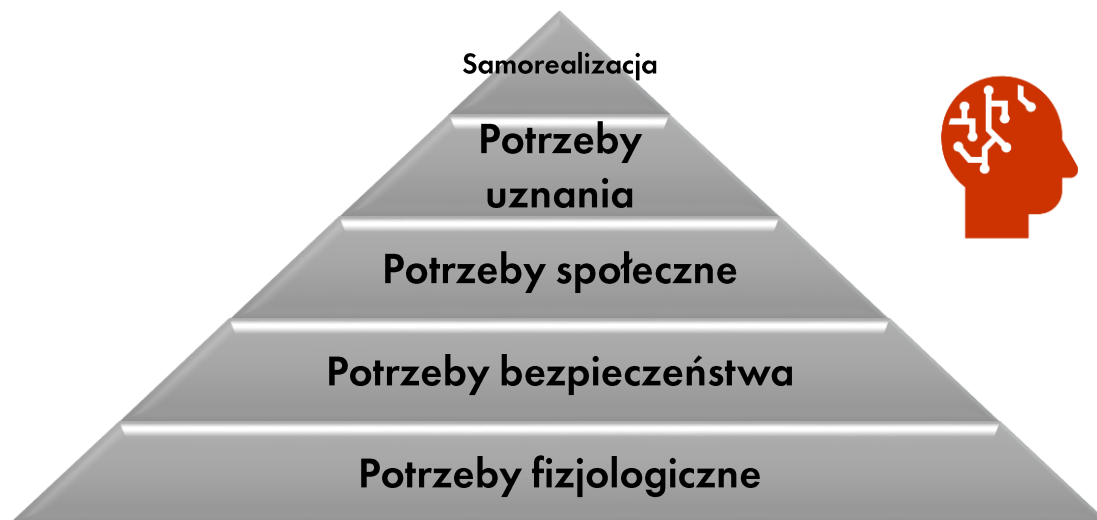 Samorealizacja
Potrzeby
uznania
Potrzeby społeczne
Potrzeby bezpieczeństwa
Potrzeby fizjologiczne